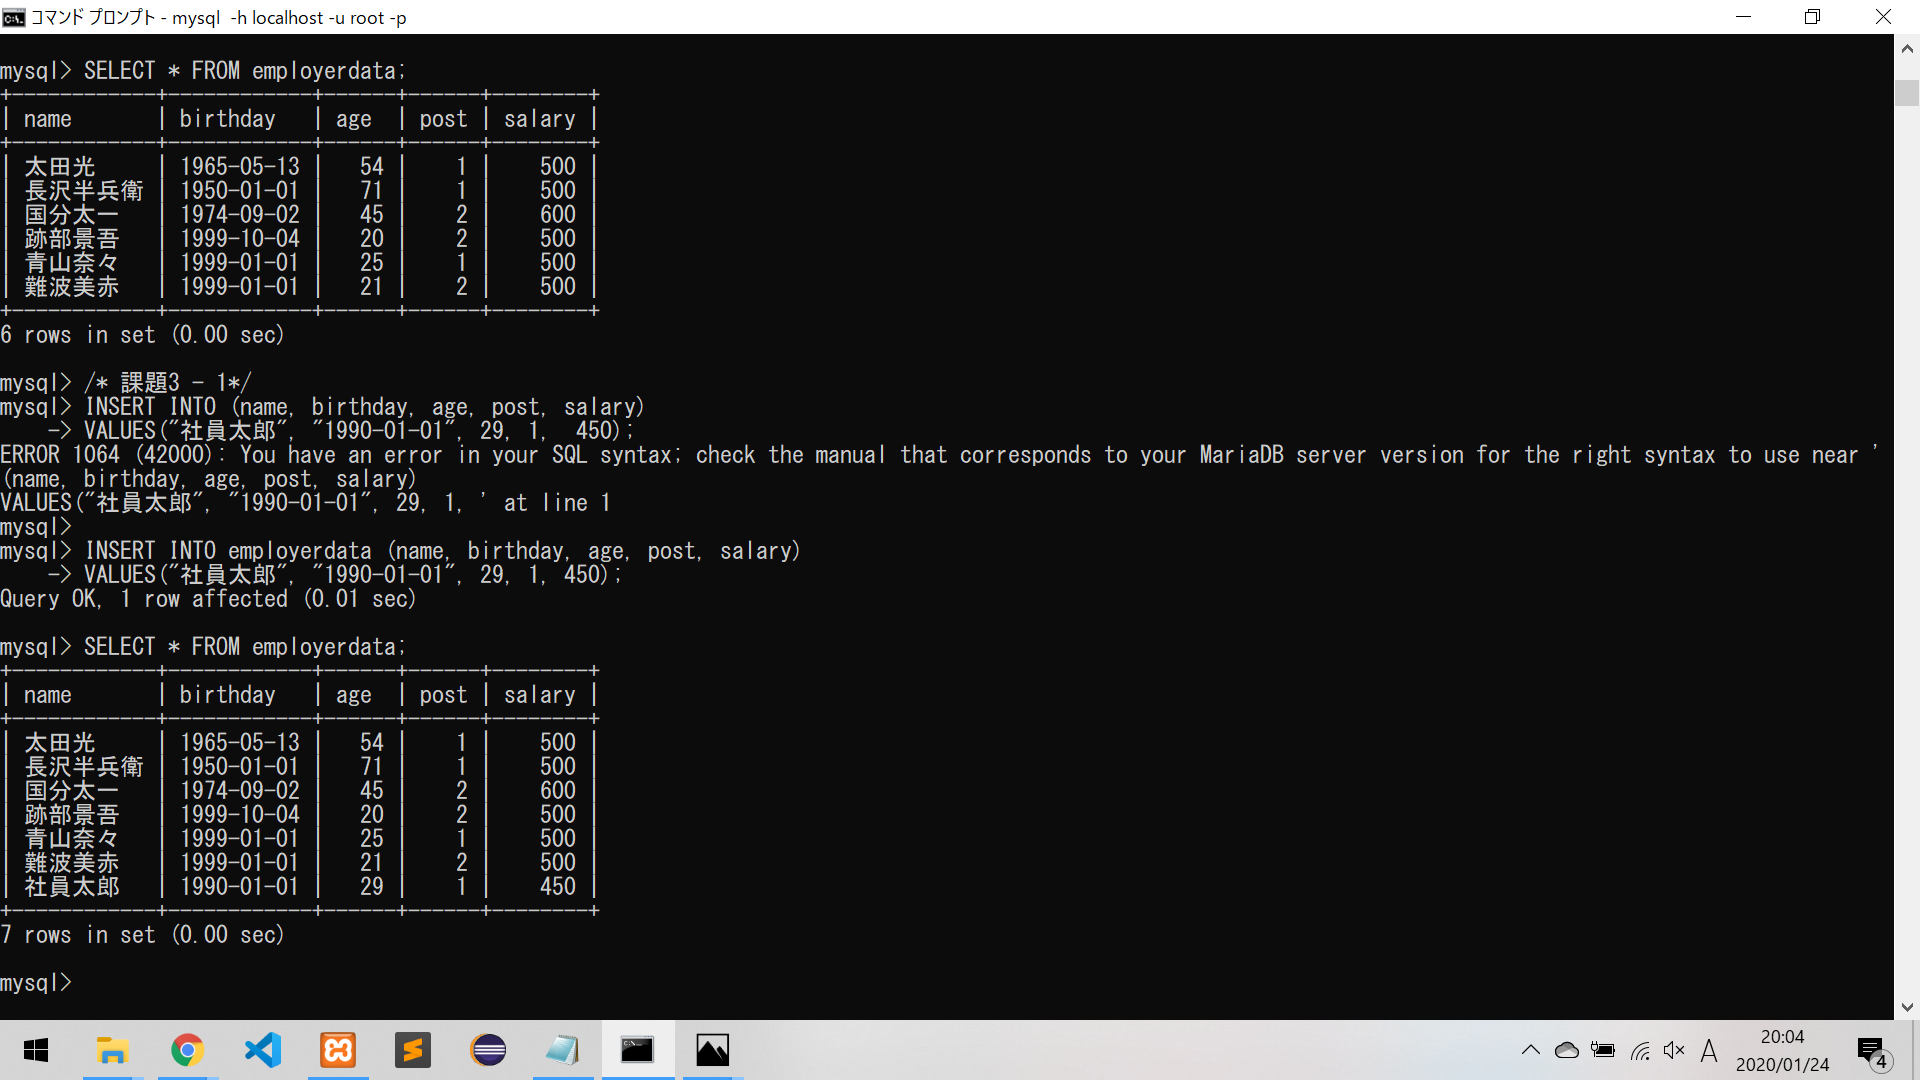 コマンド プロンプト - mysql  -h localhost -u root -p
mysql> SELECT * FROM employerdata;
+------------+------------+------+------+--------+
| name       | birthday   | age  | post | salary |
+------------+------------+------+------+--------+
| 太田光     | 1965-05-13 |   54 |    1 |    500 |
| 長沢半兵衛 | 1950-01-01 |   71 |    1 |    500 |
| 国分太一   | 1974-09-02 |   45 |    2 |    600 |
| 跡部景吾   | 1999-10-04 |   20 |    2 |    500 |
| 青山奈々   | 1999-01-01 |   25 |    1 |    500 |
| 難波美赤   | 1999-01-01 |   21 |    2 |    500 |
+------------+------------+------+------+--------+
6 rows in set (0.00 sec)
mysql> /* 課題3 - 1*/
mysql> INSERT INTO (name, birthday, age, post, salary)
    -> VALUES("社員太郎", "1990-01-01", 29, 1,  450);
ERROR 1064 (42000): You have an error in your SQL syntax; check the manual that corresponds to your MariaDB server version for the right syntax to use near '
(name, birthday, age, post, salary)
VALUES("社員太郎", "1990-01-01", 29, 1, ' at line 1
mysql>
mysql> INSERT INTO employerdata (name, birthday, age, post, salary)
    -> VALUES("社員太郎", "1990-01-01", 29, 1, 450);
Query OK, 1 row affected (0.01 sec)
mysql> SELECT * FROM employerdata;
+------------+------------+------+------+--------+
| name       | birthday   | age  | post | salary |
+------------+------------+------+------+--------+
| 太田光     | 1965-05-13 |   54 |    1 |    500 |
| 長沢半兵衛 | 1950-01-01 |   71 |    1 |    500 |
| 国分太一   | 1974-09-02 |   45 |    2 |    600 |
| 跡部景吾   | 1999-10-04 |   20 |    2 |    500 |
| 青山奈々   | 1999-01-01 |   25 |    1 |    500 |
| 難波美赤   | 1999-01-01 |   21 |    2 |    500 |
| 社員太郎   | 1990-01-01 |   29 |    1 |    450 |
+------------+------------+------+------+--------+
7 rows in set (0.00 sec)
mysql>
A
20:04
2020/01/24
4